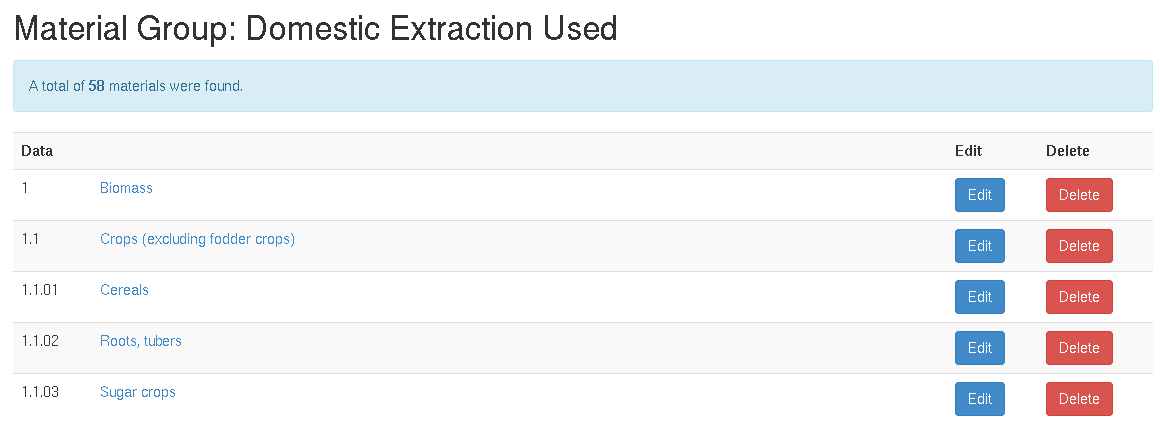 Material Group: Domestic Extraction Used
A total of 58 materials were found.
Data Edit Delete
1 Biomass Edit Delete
1.1 Crops (excluding fodder crops) Edit Delete
1.1.01 Cereals Edit Delete
1.1.02 Roots, tubers Edit Delete
1.1.03 Sugar crops Edit Delete